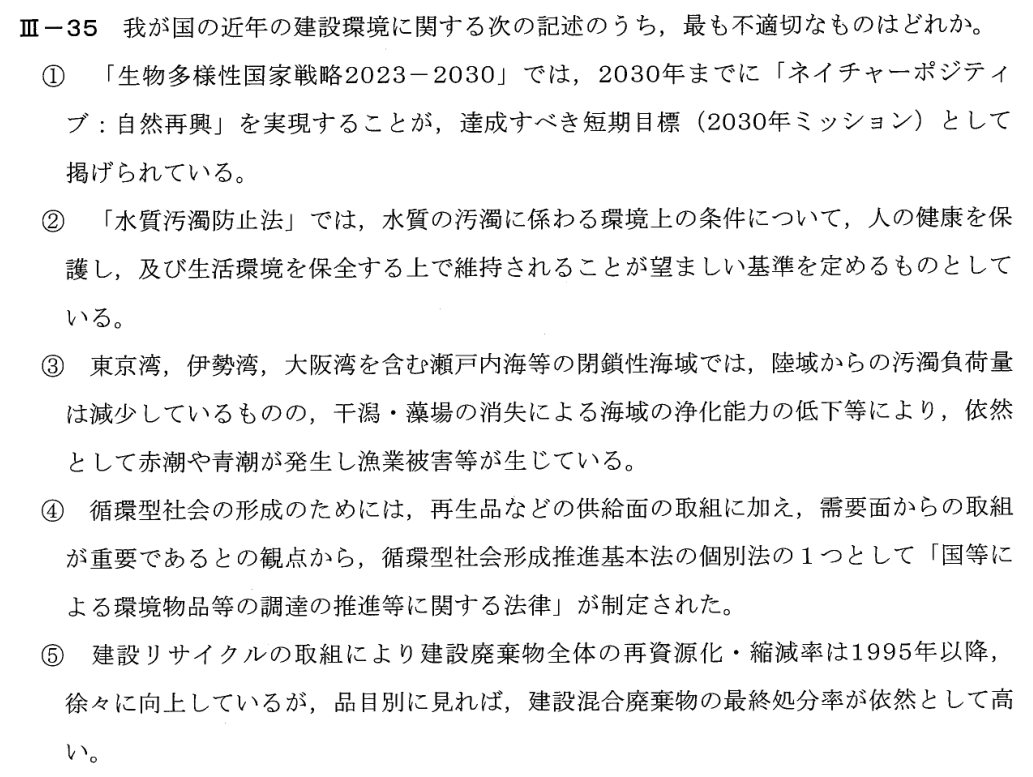 Ⅲ－35　我が国の近年の建設環境に関する次の記述のうち，最も不適切なものはどれか。
①　「生物多様性国家戦略2023－2030」では，2030年までに「ネイチャーポジティ
ブ：自然再興」を実現することが，達成すべき短期目標（2030年ミッション）として
掲げられている。
②　「水質汚濁防止法」では，水質の汚濁に係わる環境上の条件について，人の健康を保
護し，及び生活環境を保全する上で維持されることが望ましい基準を定めるものとして
いる。
③　東京湾，伊勢湾，大阪湾を含む瀬戸内海等の閉鎖性海域では，陸域からの汚濁負荷量
は減少しているものの，干潟・藻場の消失による海域の浄化能力の低下等により，依然
として赤潮や青潮が発生し漁業被害等が生じている。
④　循環型社会の形成のためには，再生品などの供給面の取組に加え，需要面からの取組
が重要であるとの観点から，循環型社会形成推進基本法の個別法の１つとして「国等に
よる環境物品等の調達の推進等に関する法律」が制定された。
⑤　建設リサイクルの取組により建設廃棄物全体の再資源化・縮減率は1995年以降，
徐々に向上しているが，品目別に見れば，建設混合廃棄物の最終処分率が依然として高
い。